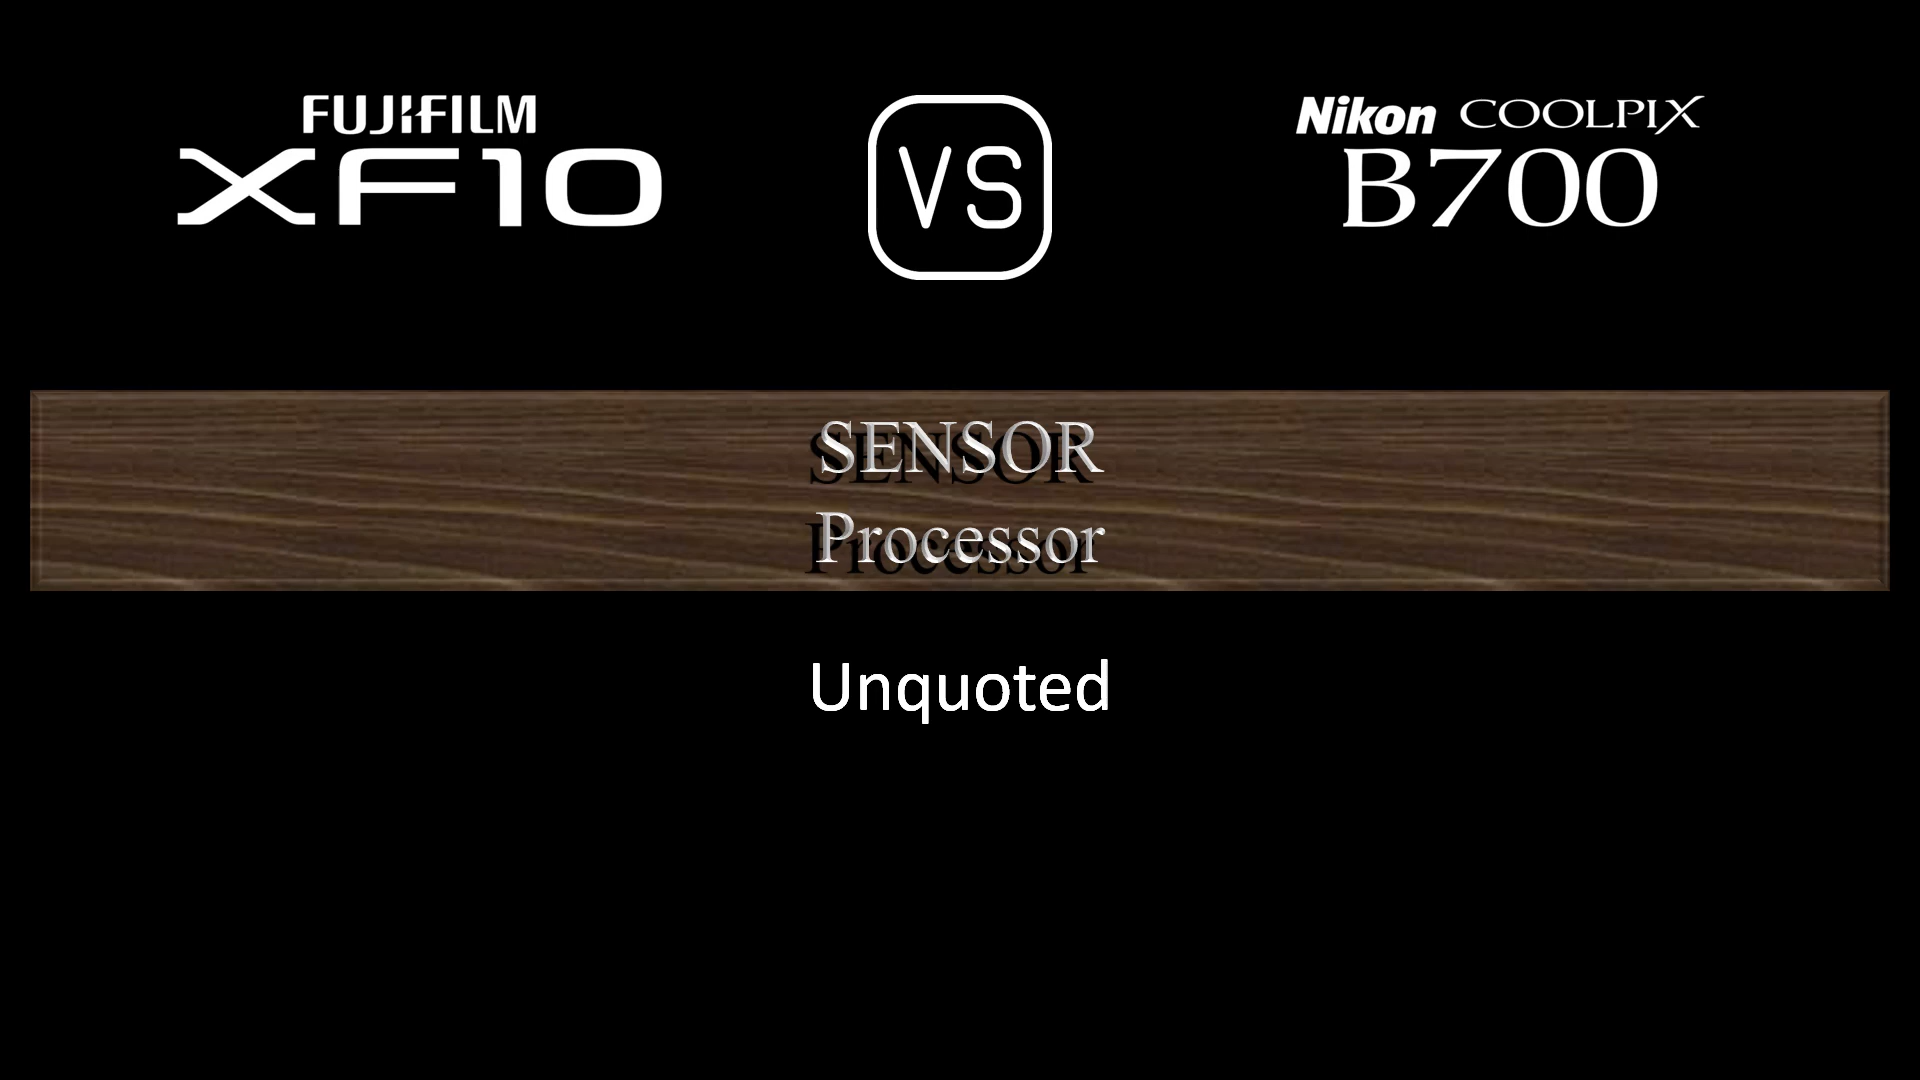 FUJIFILM
XF10
VS
Nikon COOLPIX
B700
SENSOR
Processor
Unquoted